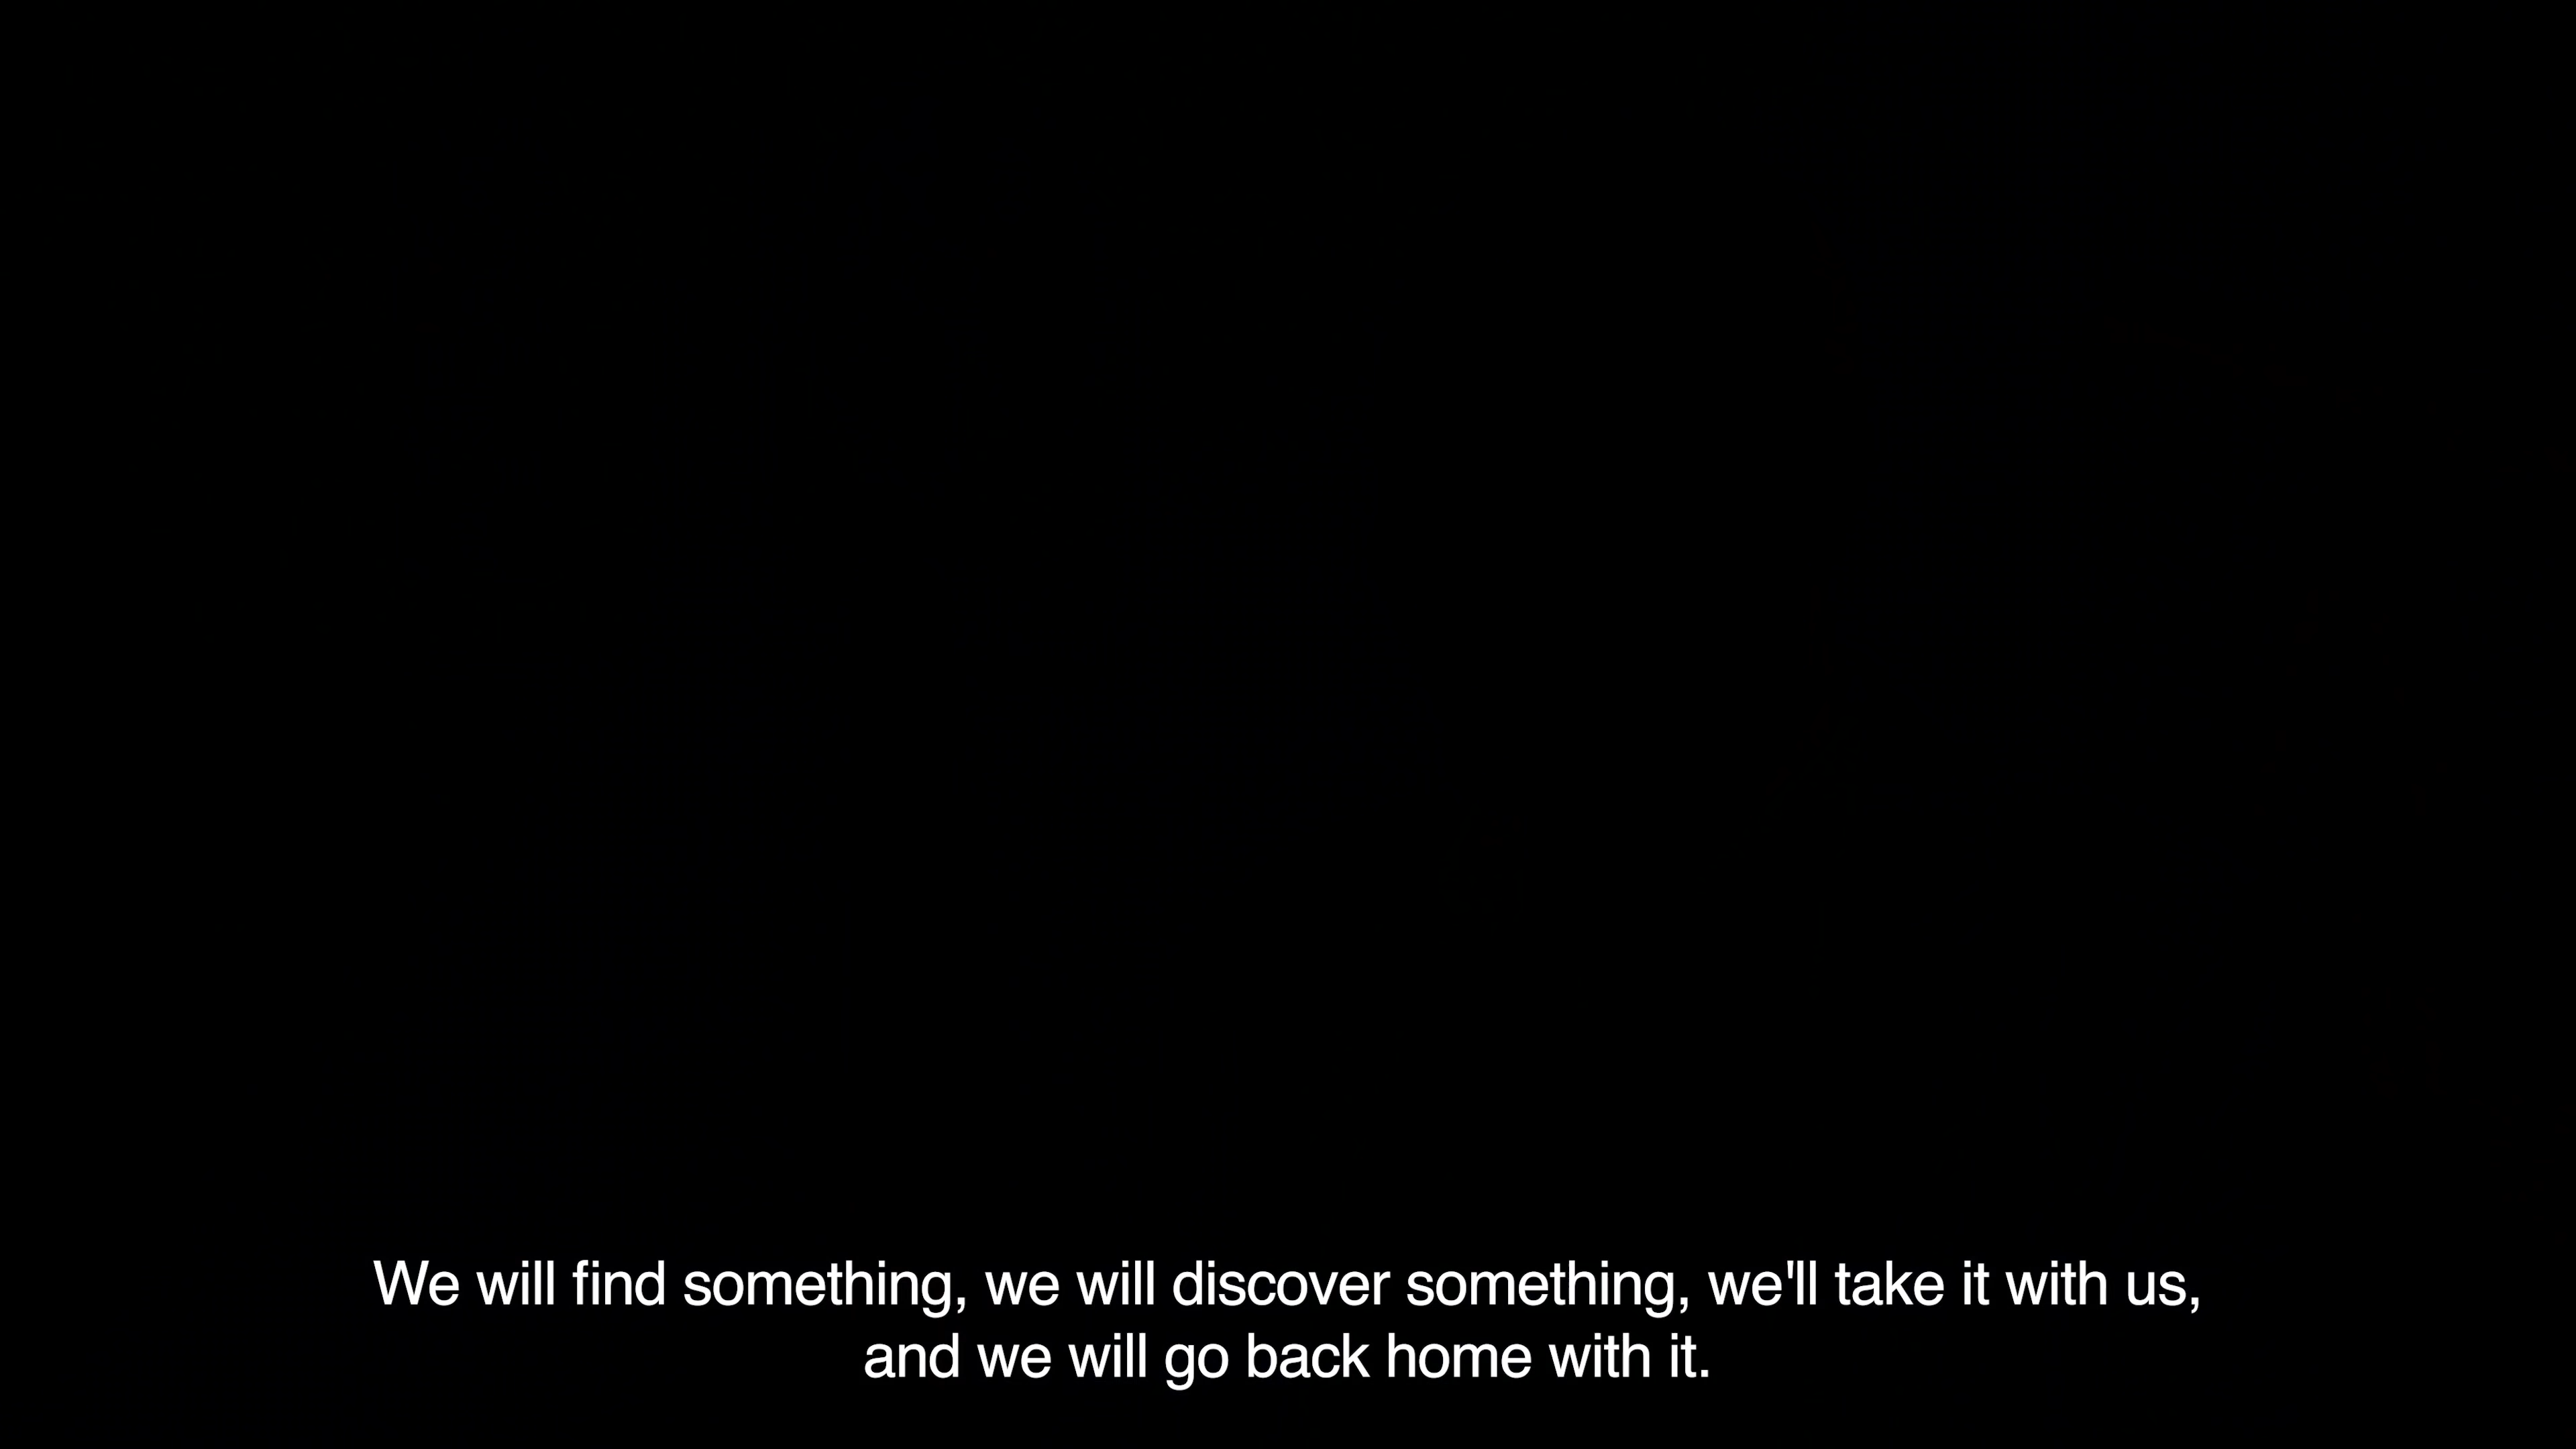 We will find something, we will discover something, we'll take it with us,
and we will go back home with it.